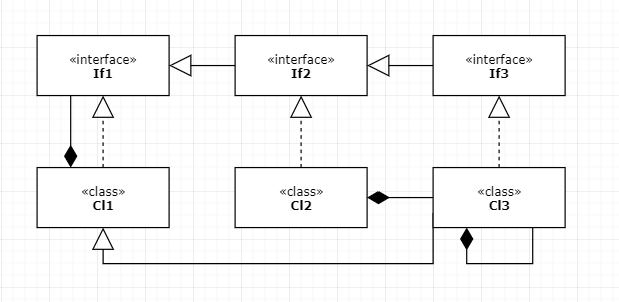 «interface»
If1
«interface»
If2
«interface»
If3
«class»
Cl1
«class»
Cl2
«class»
Cl3